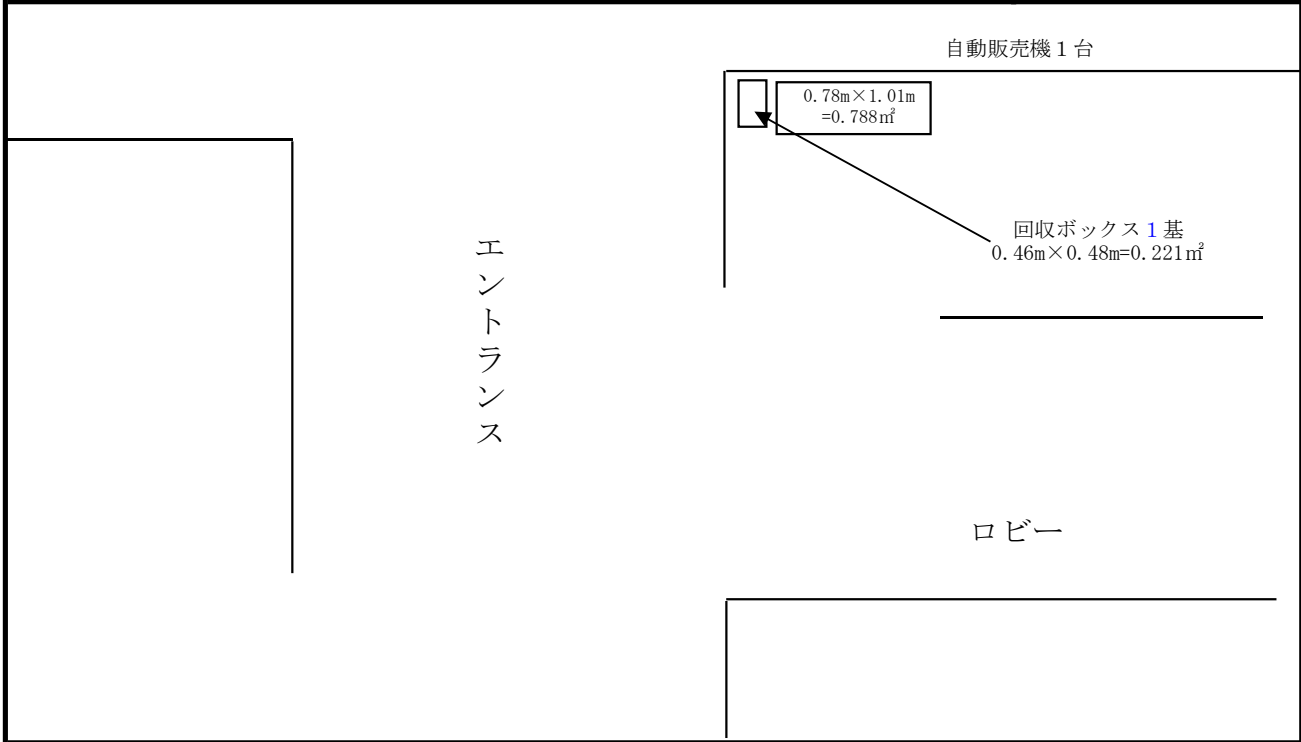 自動販売機１台
0.78m×1.01m
=0.788㎡
回収ボックス１基
0.46m×0.48m=0.221㎡
エントランス
ロビー